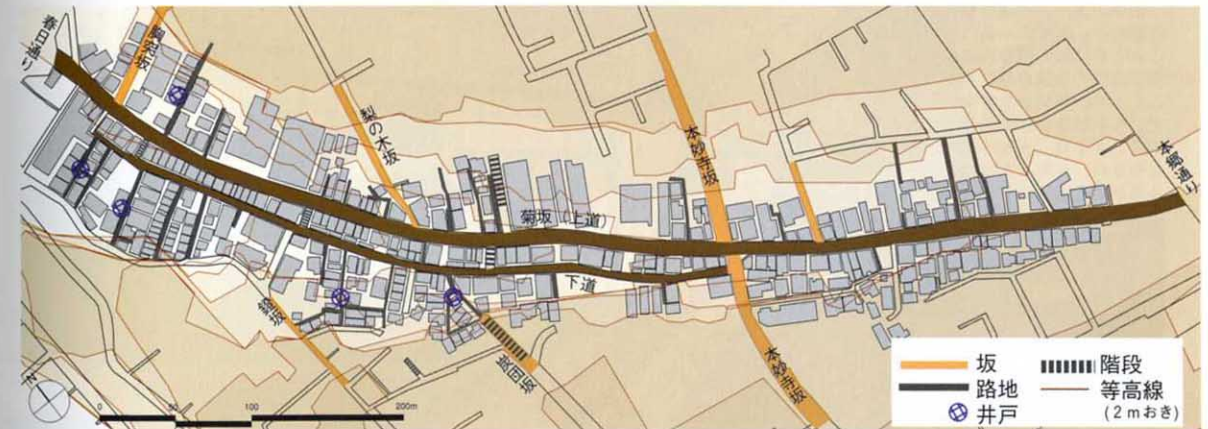 春日通り
胸突坂
梨の木坂
本妙寺坂
本郷通り
菊坂（上道）
下道
鐙坂
炭団坂
本妙寺坂
N
0 50 100 200m
坂
路地
井戸
階段
等高線
(2mおき)